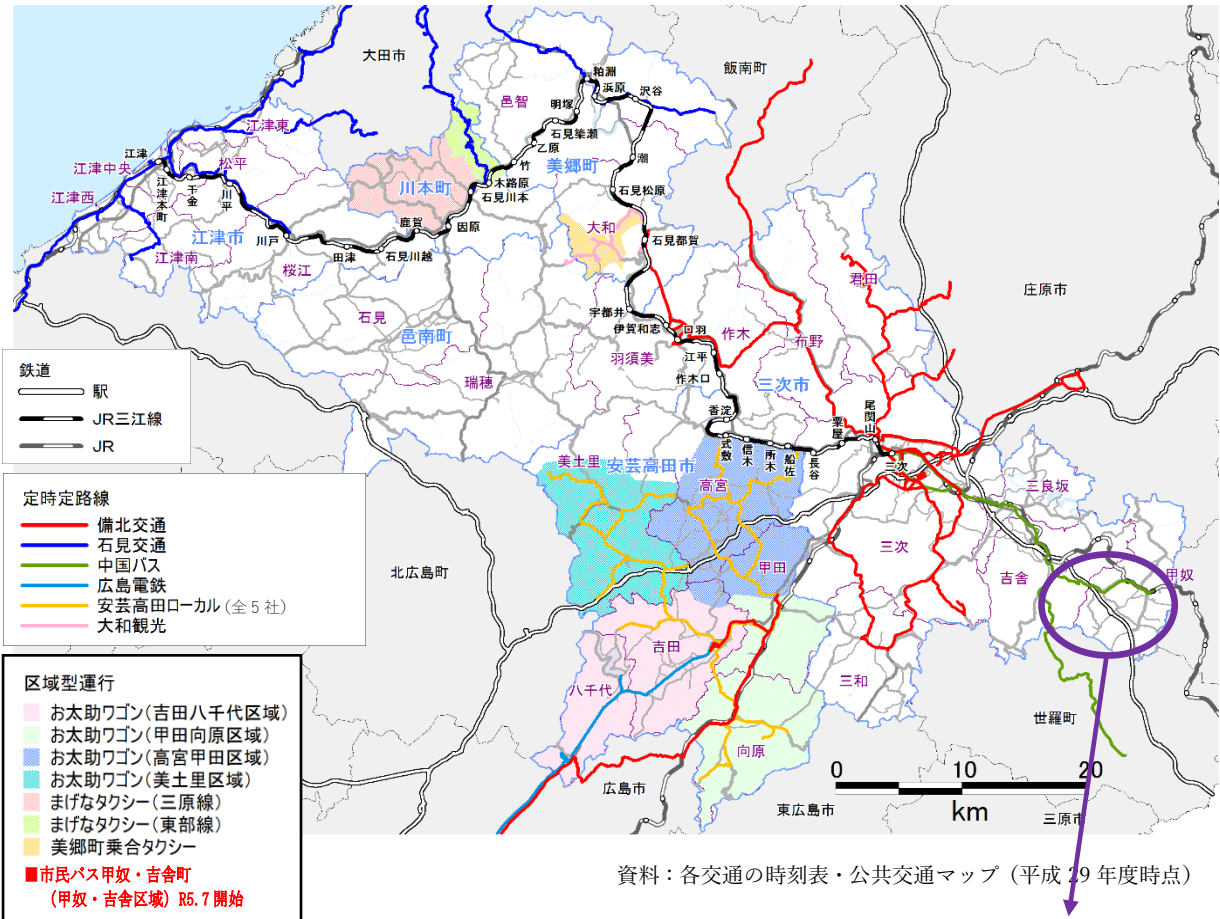 大田市
飯南町
粕淵
浜原
沢谷
邑智
明塚
石見簗瀬
乙原
竹
美郷町
潮
木路原
石見川本
石見松原
江津東
江津
江津中央
松平
江津西
江津本町
千金
川平
川本町
鹿賀
因原
大和
石見都賀
君田
江津市
川戸
田津
石見川越
江津南
桜江
庄原市
宇都井
伊賀和志
口羽
作木
布野
石見
邑南町
羽須美
江平
作木口
三次市
瑞穂
香淀
粟屋
尾関山
式敷
信木
所木
船佐
長谷
三次
美土里
安芸高田市
高宮
三良坂
三次
甲田
吉舎
甲奴
北広島町
吉田
八千代
三和
世羅町
向原
広島市
東広島市
三原市
0 10 20
km
鉄道
駅
JR三江線
JR
定時定路線
備北交通
石見交通
中国バス
広島電鉄
安芸高田ローカル(全5社)
大和観光
区域型運行
お太助ワゴン(吉田八千代区域)
お太助ワゴン(甲田向原区域)
お太助ワゴン(高宮甲田区域)
お太助ワゴン(美土里区域)
まげなタクシー(三原線)
まげなタクシー(東部線)
美郷町乗合タクシー
■市民バス甲奴・吉舎町
(甲奴・吉舎区域) R5.7開始
資料：各交通の時刻表・公共交通マップ（平成29年度時点）